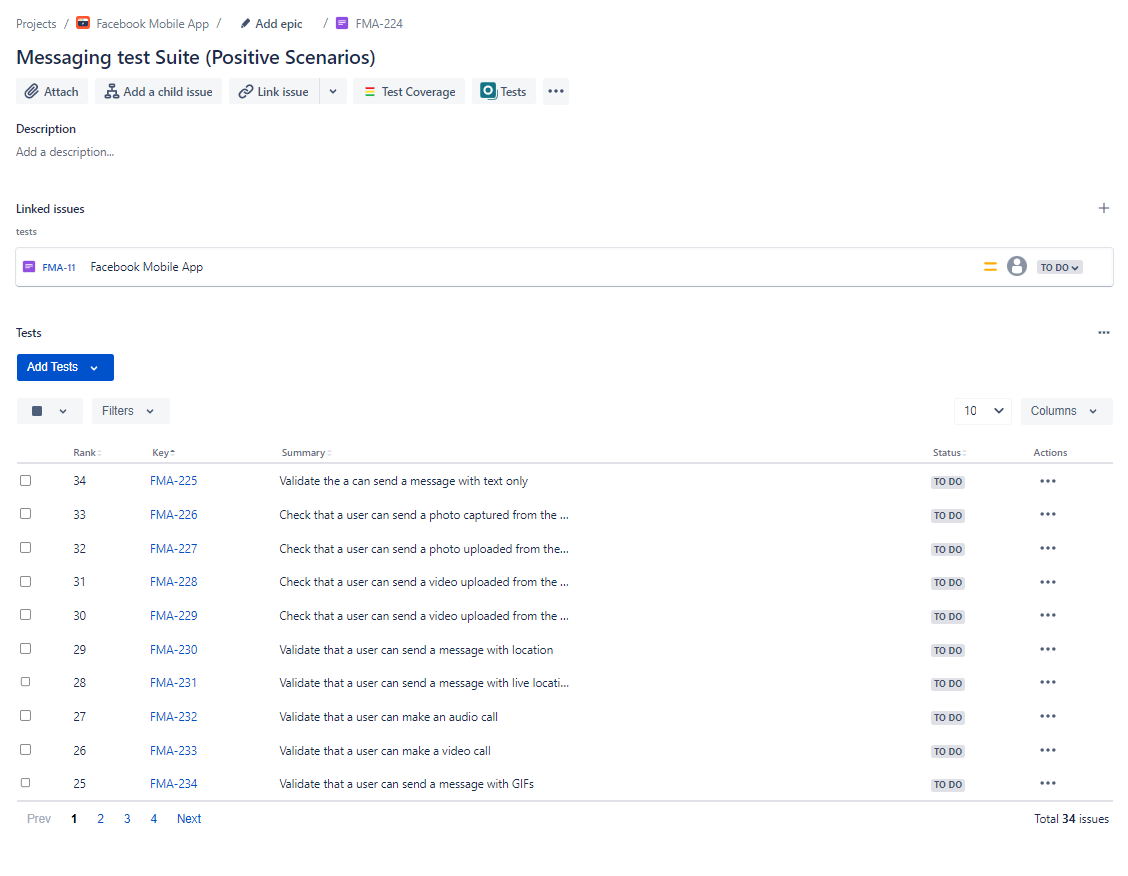 Projects / Facebook Mobile App / Add epic / FMA-224
Messaging test Suite (Positive Scenarios)
Attach Add a child issue Link issue Test Coverage Tests
Description
Add a description...
Linked issues
tests
FMA-11 Facebook Mobile App TO DO
Tests
Add Tests
Filters 10 Columns
Rank Key Summary Status Actions
34 FMA-225 Validate the a can send a message with text only TO DO
33 FMA-226 Check that a user can send a photo captured from the ... TO DO
32 FMA-227 Check that a user can send a photo uploaded from the... TO DO
31 FMA-228 Check that a user can send a video uploaded from the ... TO DO
30 FMA-229 Check that a user can send a video uploaded from the ... TO DO
29 FMA-230 Validate that a user can send a message with location TO DO
28 FMA-231 Validate that a user can send a message with live locati... TO DO
27 FMA-232 Validate that a user can make an audio call TO DO
26 FMA-233 Validate that a user can make a video call TO DO
25 FMA-234 Validate that a user can send a message with GIFs TO DO
Prev 1 2 3 4 Next Total 34 issues